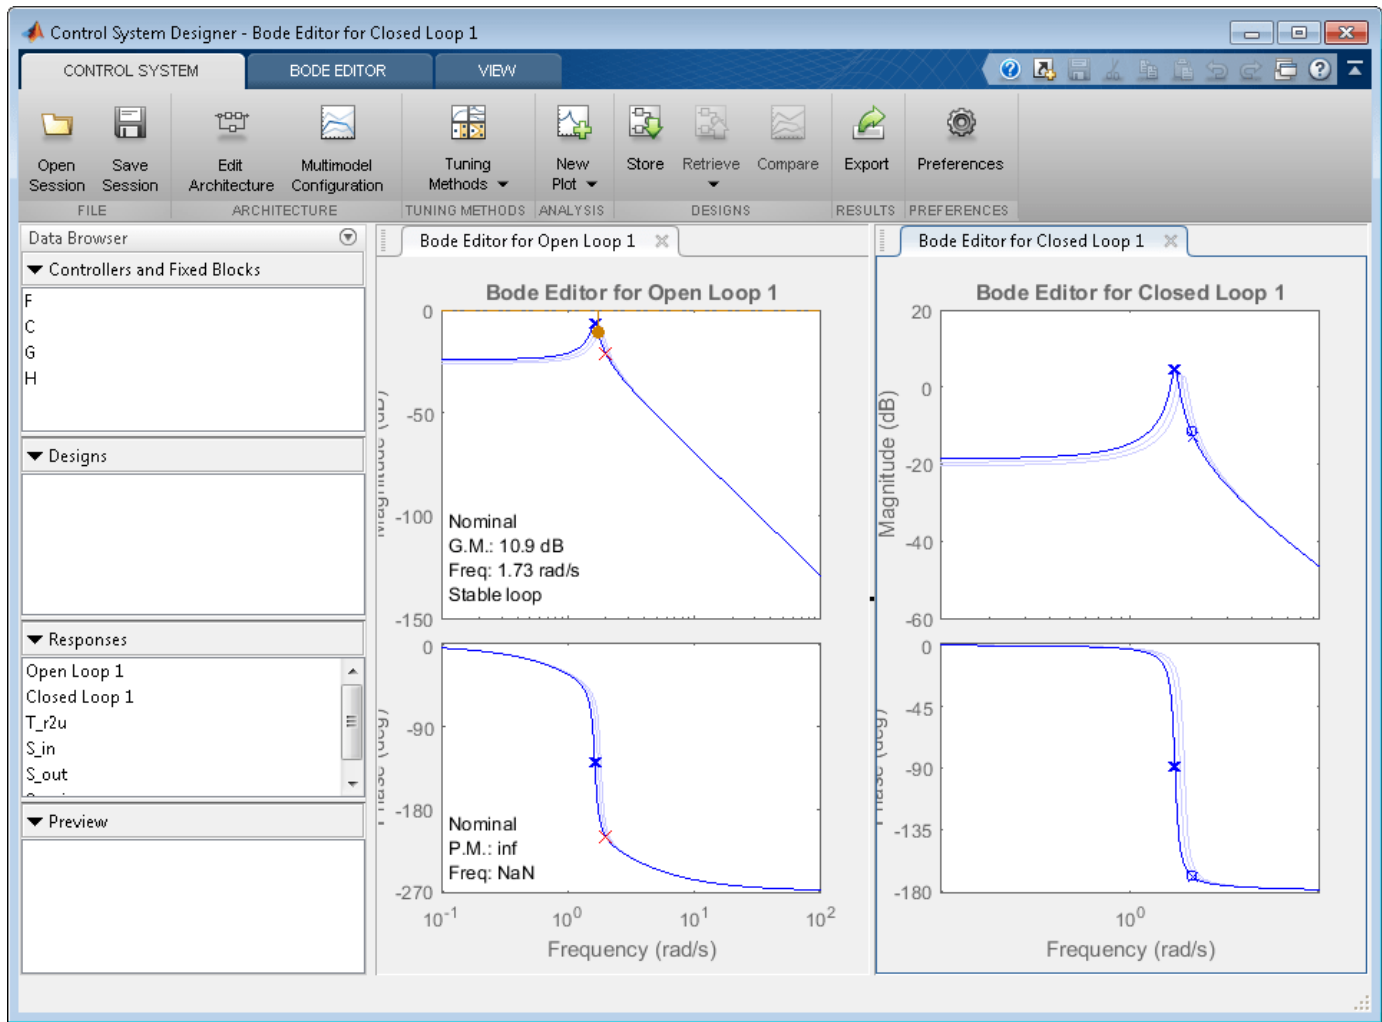 Control System Designer - Bode Editor for Closed Loop 1
CONTROL SYSTEM BODE EDITOR VIEW
Open Session
Save Session
Edit Architecture
Multimodel Configuration
Tuning Methods
New Plot
Store
Retrieve
Compare
Export
Preferences
FILE ARCHITECTURE TUNING METHODS ANALYSIS DESIGNS RESULTS PREFERENCES
Data Browser
Controllers and Fixed Blocks
F
C
G
H
Designs
Responses
Open Loop 1
Closed Loop 1
T_r2u
S_in
S_out
Preview
Bode Editor for Open Loop 1
Bode Editor for Open Loop 1
Magnitude (dB)
0
-50
-100
-150
Nominal
G.M.: 10.9 dB
Freq: 1.73 rad/s
Stable loop
Phase (deg)
0
-90
-180
-270
Nominal
P.M.: inf
Freq: NaN
10-1 100 101 102
Frequency (rad/s)
Bode Editor for Closed Loop 1
Bode Editor for Closed Loop 1
Magnitude (dB)
20
0
-20
-40
-60
Phase (deg)
0
-45
-90
-135
-180
100
Frequency (rad/s)